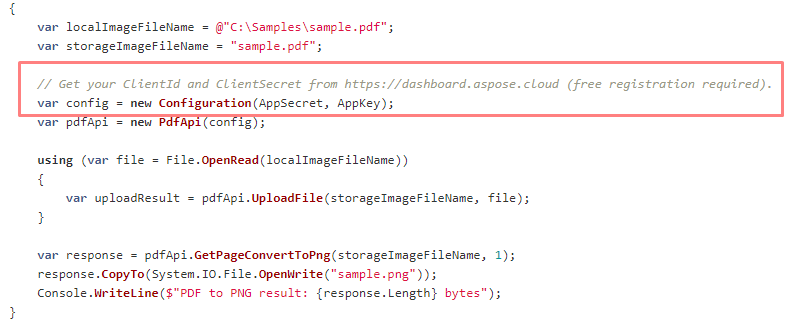 {
var localImageFileName = @"C:\Samples\sample.pdf";
var storageImageFileName = "sample.pdf";
// Get your ClientId and ClientSecret from https://dashboard.aspose.cloud (free registration required).
var config = new Configuration(AppSecret, AppKey);
var pdfApi = new PdfApi(config);
using (var file = File.OpenRead(localImageFileName))
{
var uploadResult = pdfApi.UploadFile(storageImageFileName, file);
}
var response = pdfApi.GetPageConvertToPng(storageImageFileName, 1);
response.CopyTo(System.IO.File.OpenWrite("sample.png"));
Console.WriteLine($"PDF to PNG result: {response.Length} bytes");
}